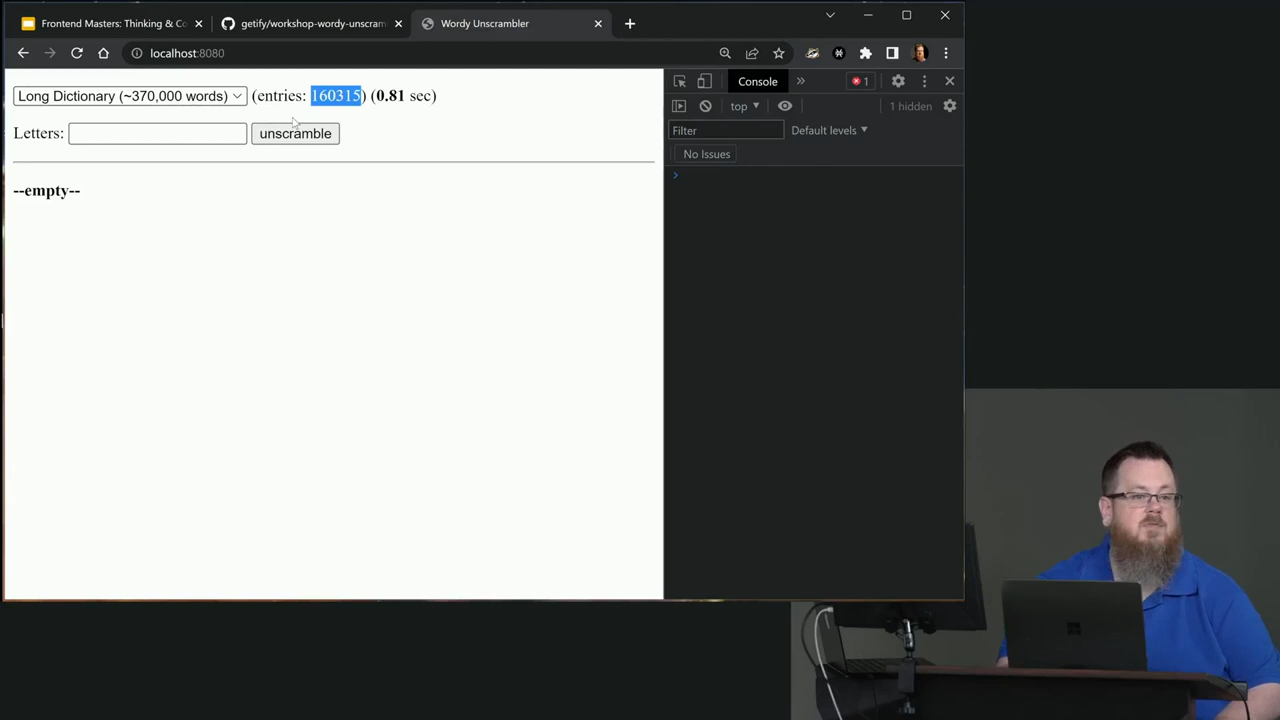 Frontend Masters: Thinking & Co
getify/workshop-wordy-unscram
Wordy Unscrambler
localhost:8080
Long Dictionary (~370,000 words) (entries: 160315) (0.81 sec)
Letters: unscramble
--empty--
Console
1
top
1 hidden
Filter
Default levels
No Issues